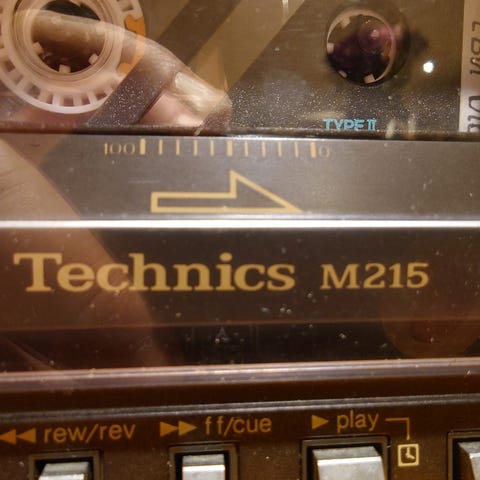 TYPE II
100 0
Technics M215
rew/rev ff/cue play